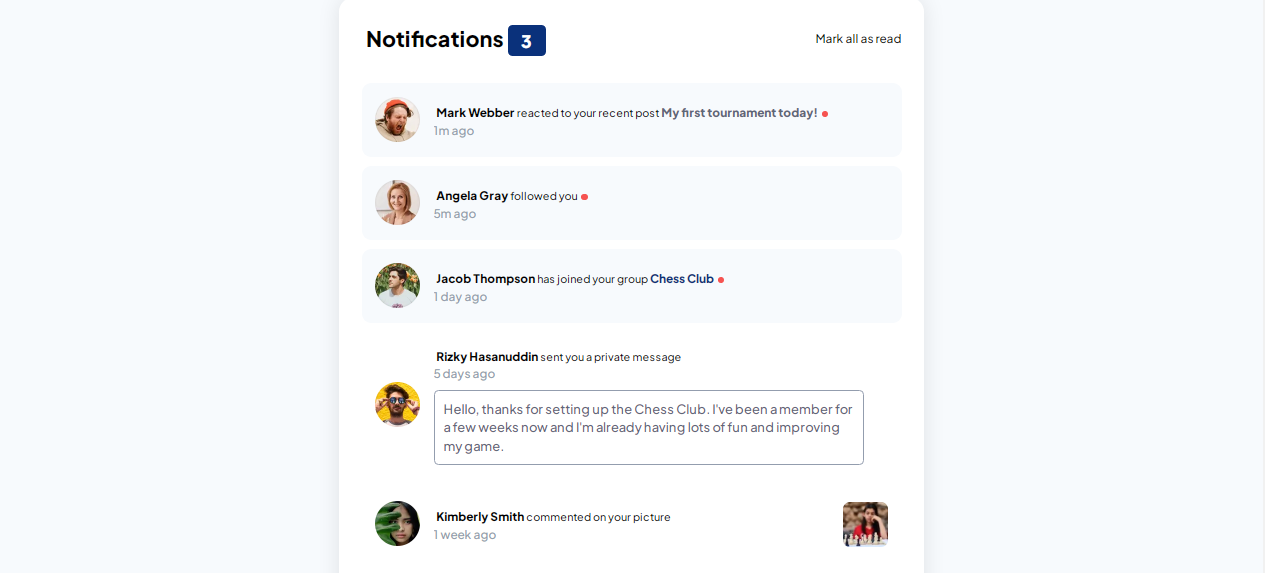 Notifications 3
Mark all as read
Mark Webber reacted to your recent post My first tournament today!
1m ago
Angela Gray followed you
5m ago
Jacob Thompson has joined your group Chess Club
1 day ago
Rizky Hasanuddin sent you a private message
5 days ago
Hello, thanks for setting up the Chess Club. I've been a member for
a few weeks now and I'm already having lots of fun and improving
my game.
Kimberly Smith commented on your picture
1 week ago